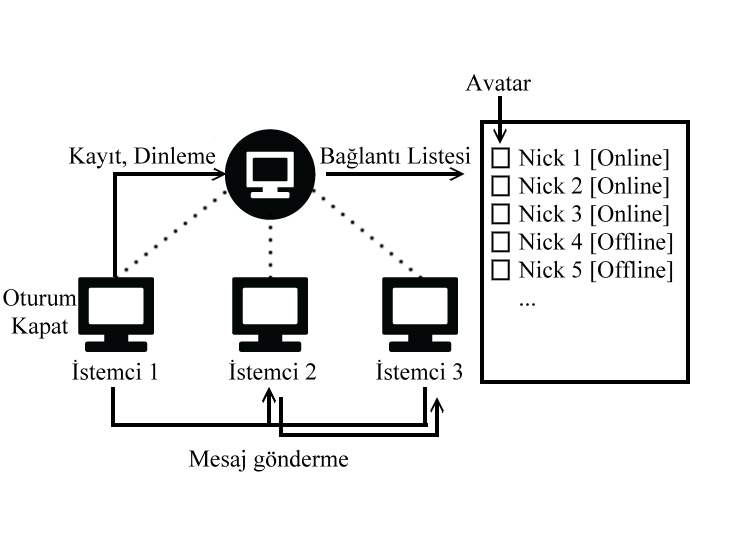 Avatar
Kayıt, Dinleme
Bağlantı Listesi
Nick 1 [Online]
Nick 2 [Online]
Nick 3 [Online]
Nick 4 [Offline]
Nick 5 [Offline]
...
Oturum
Kapat
İstemci 1
İstemci 2
İstemci 3
Mesaj gönderme